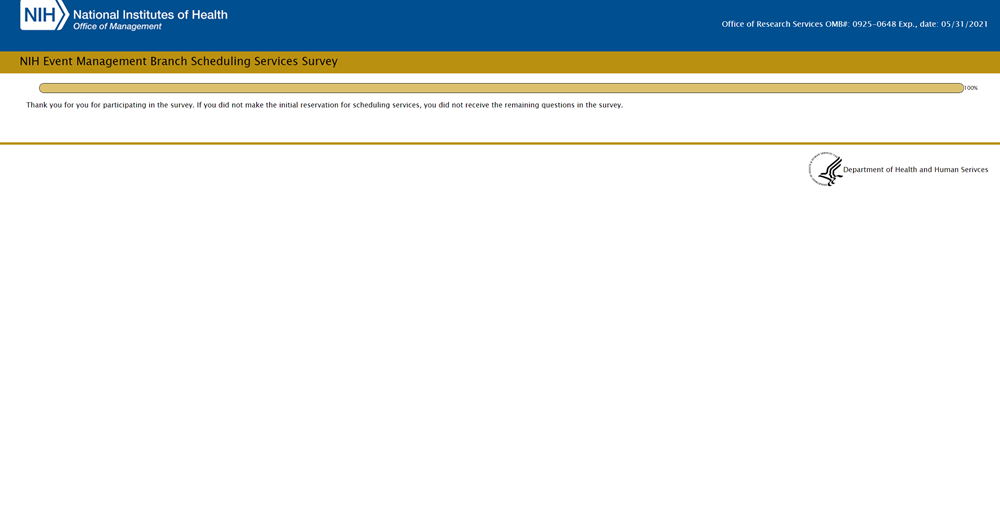 NIH National Institutes of Health
Office of Management
Office of Research Services OMB#: 0925-0648 Exp., date: 05/31/2021
NIH Event Management Branch Scheduling Services Survey
100%
Thank you for you for participating in the survey. If you did not make the initial reservation for scheduling services, you did not receive the remaining questions in the survey.
Department of Health and Human Serivces